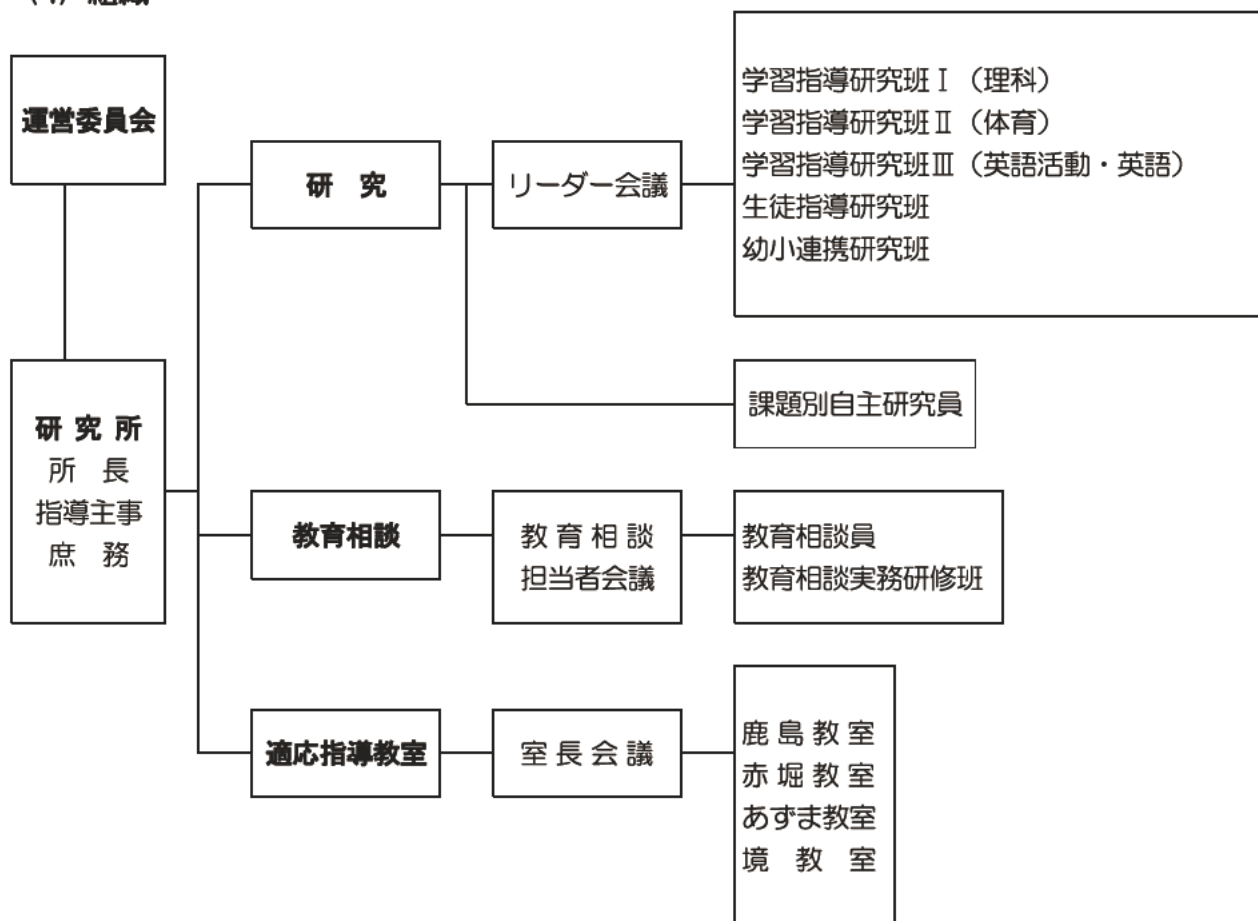 運営委員会
研究所
所長
指導主事
庶務
研究
リーダー会議
学習指導研究班Ⅰ(理科)
学習指導研究班Ⅱ(体育)
学習指導研究班Ⅲ(英語活動・英語)
生徒指導研究班
幼小連携研究班
課題別自主研究員
教育相談
教育相談
担当者会議
教育相談員
教育相談実務研修班
適応指導教室
室長会議
鹿島教室
赤堀教室
あずま教室
境教室